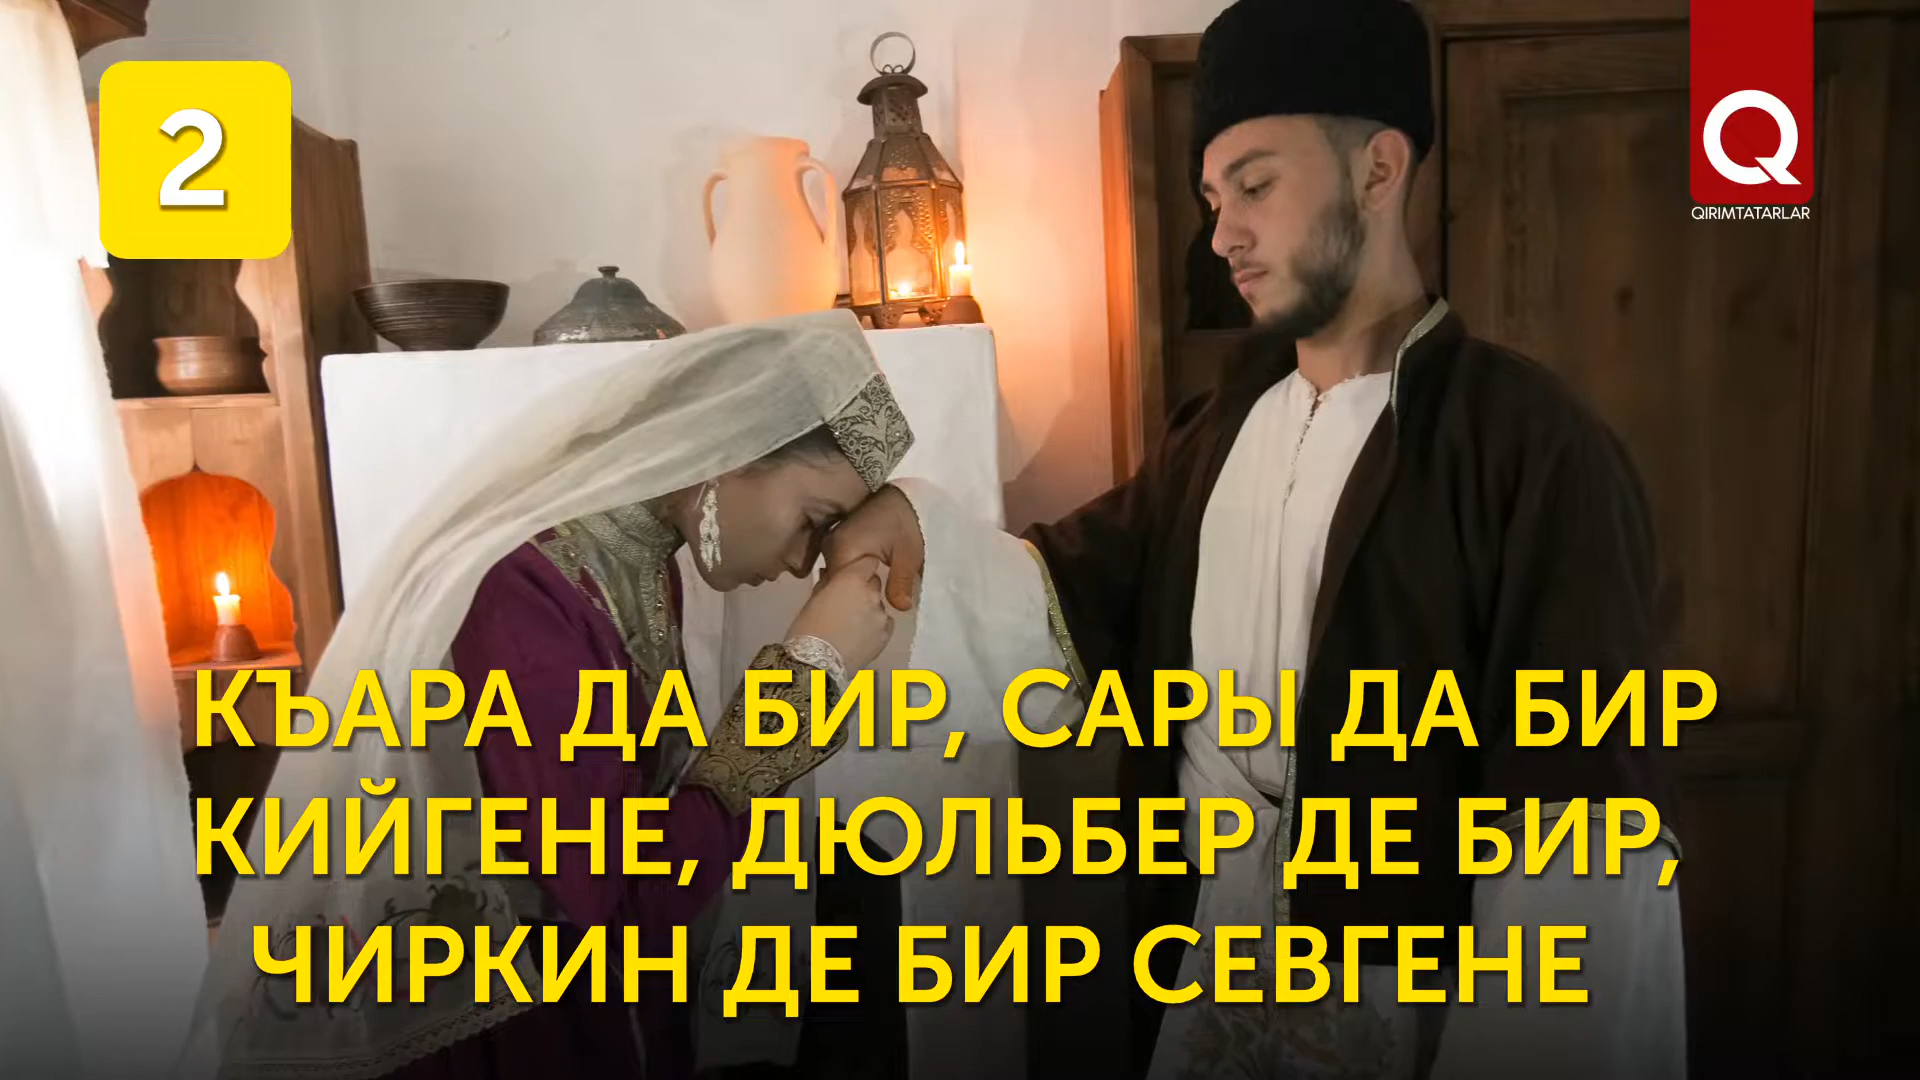 2
Q
QIRIMTATARLAR
КЪАРА ДА БИР, САРЫ ДА БИР
КИЙГЕНЕ, ДЮЛЬБЕР ДЕ БИР,
ЧИРКИН ДЕ БИР СЕВГЕНЕ